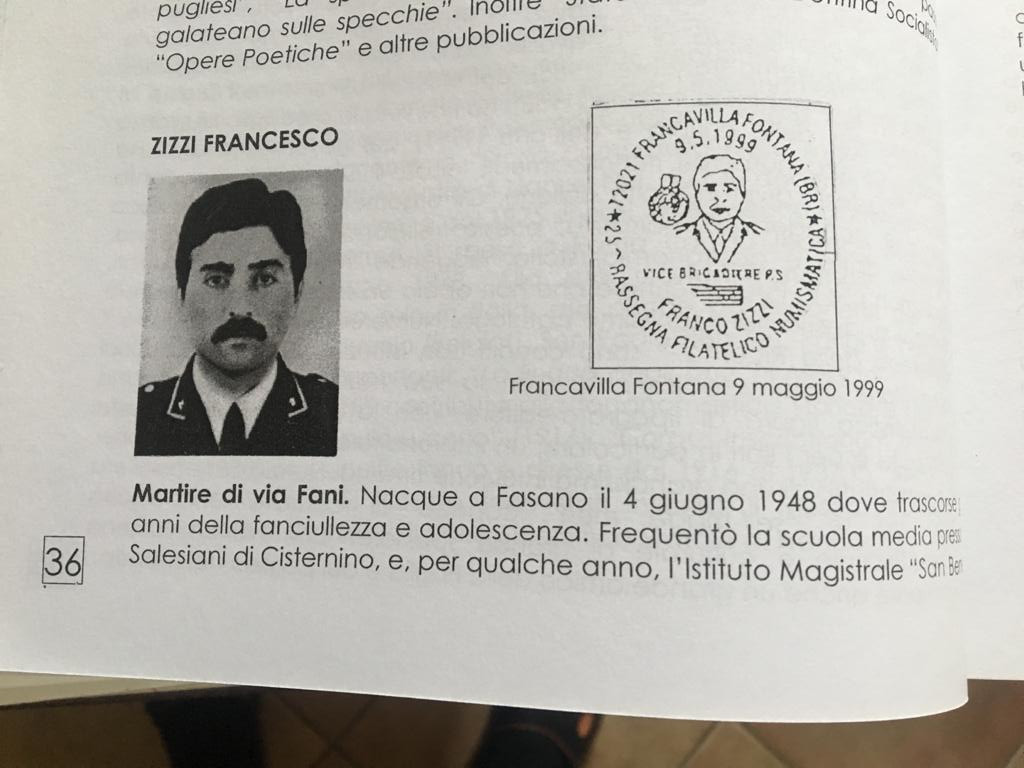 pugliesi",
galateano sulle specchie". Inoltre
"Opere Poetiche" e altre pubblicazioni.
ZIZZI FRANCESCO
72021 FRANCAVILLA FONTANA (BR)
9.5.1999
VICE BRIGADIERE P.S
FRANCO ZIZZI
RASSEGNA FILATELICO NUMISMATICA
Francavilla Fontana 9 maggio 1999
Martire di via Fani. Nacque a Fasano il 4 giugno 1948 dove trascorse
anni della fanciullezza e adolescenza. Frequentò la scuola media
36
Salesiani di Cisternino, e, per qualche anno, l'Istituto Magistrale "San